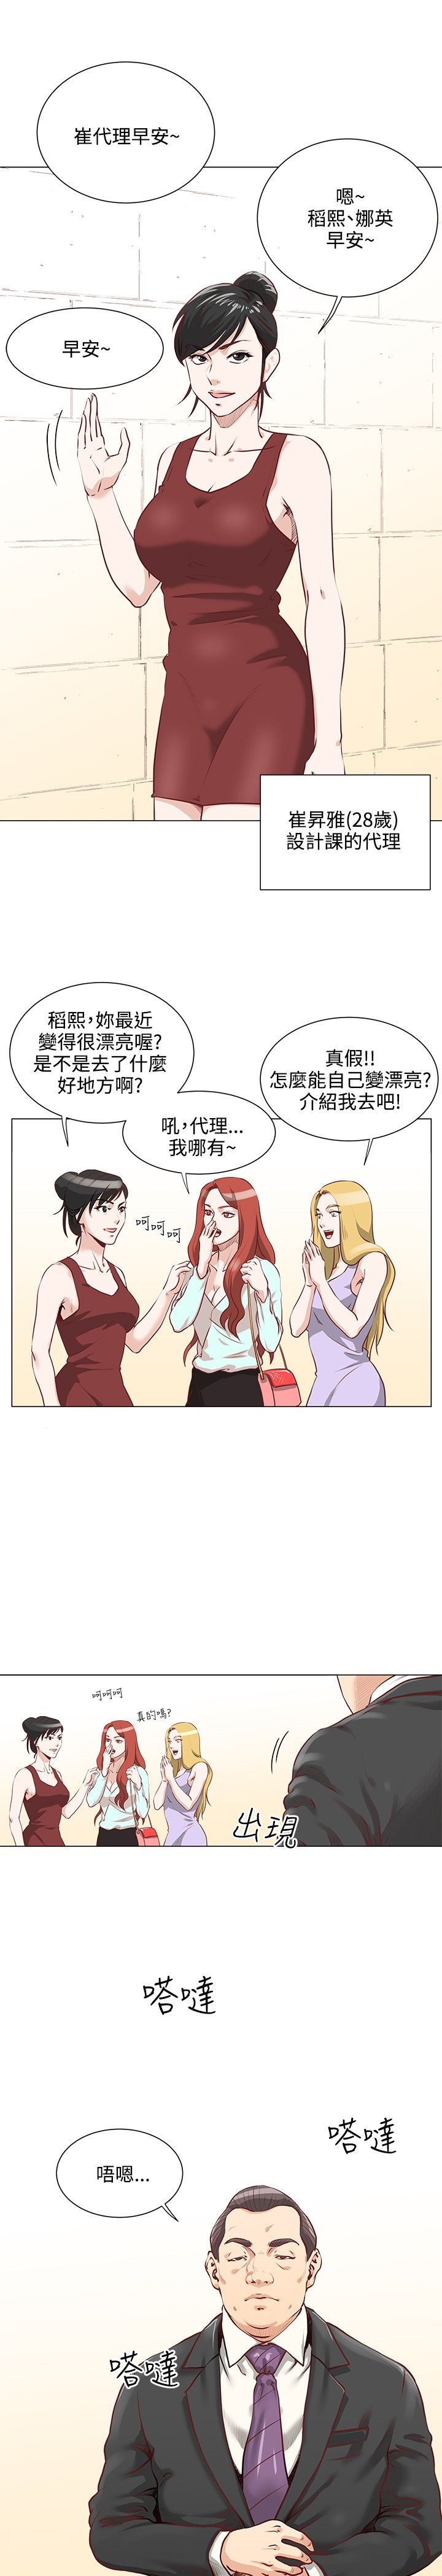 崔代理早安~
嗯~
稻熙、娜英
早安~
早安~
崔昇雅(28歲)
設計課的代理
稻熙,妳最近
變得很漂亮喔?
是不是去了什麼
好地方啊?
吼,代理...
我哪有~
真假!!
怎麼能自己變漂亮?
介紹我去吧!
呵呵呵
呵呵呵
真的嗎?
出現
嗒噠
嗒噠
唔嗯...
嗒噠